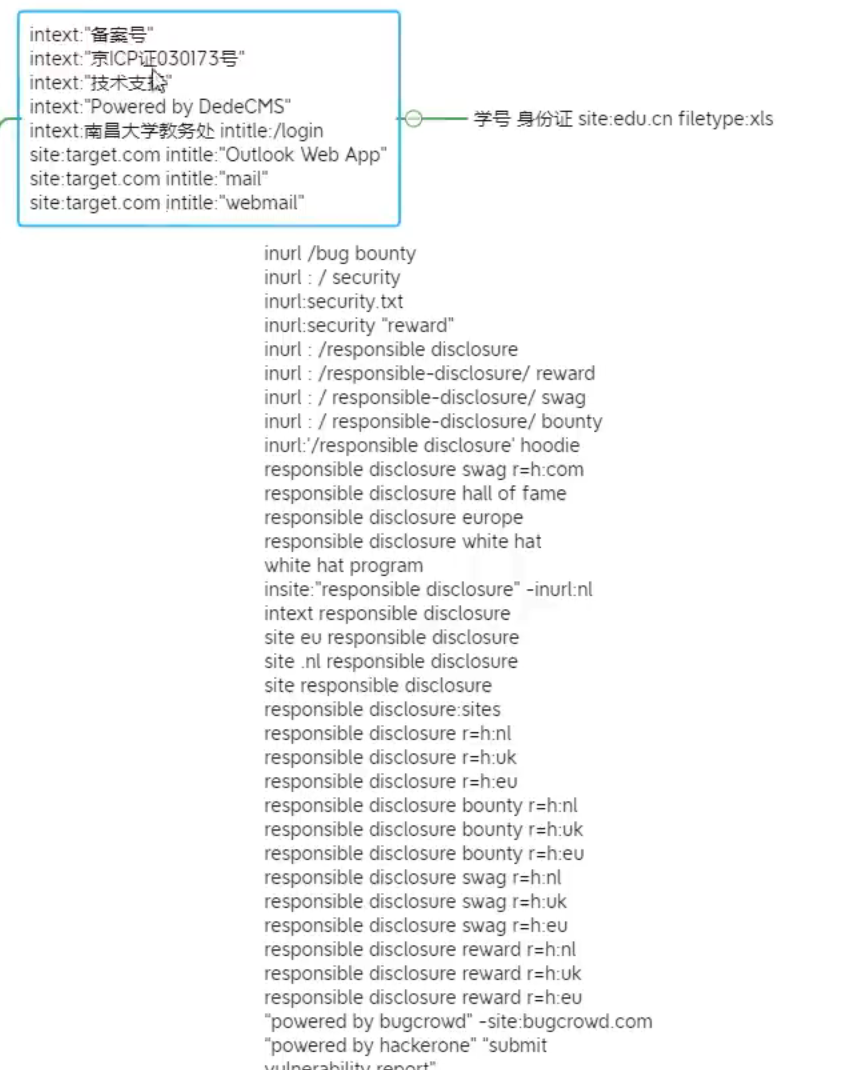 intext:"备案号"
intext:"京ICP证030173号"
intext:"技术支持"
intext:"Powered by DedeCMS"
intext:南昌大学教务处 intitle:/login
site:target.com intitle:"Outlook Web App"
site:target.com intitle:"mail"
site:target.com intitle:"webmail"
学号 身份证 site:edu.cn filetype:xls
inurl /bug bounty
inurl : / security
inurl:security.txt
inurl:security "reward"
inurl : /responsible disclosure
inurl : /responsible-disclosure/ reward
inurl : / responsible-disclosure/ swag
inurl : / responsible-disclosure/ bounty
inurl:'/responsible disclosure' hoodie
responsible disclosure swag r=h:com
responsible disclosure hall of fame
responsible disclosure europe
responsible disclosure white hat
white hat program
insite:"responsible disclosure" -inurl:nl
intext responsible disclosure
site eu responsible disclosure
site .nl responsible disclosure
site responsible disclosure
responsible disclosure:sites
responsible disclosure r=h:nl
responsible disclosure r=h:uk
responsible disclosure r=h:eu
responsible disclosure bounty r=h:nl
responsible disclosure bounty r=h:uk
responsible disclosure bounty r=h:eu
responsible disclosure swag r=h:nl
responsible disclosure swag r=h:uk
responsible disclosure swag r=h:eu
responsible disclosure reward r=h:nl
responsible disclosure reward r=h:uk
responsible disclosure reward r=h:eu
"powered by bugcrowd" -site:bugcrowd.com
"powered by hackerone" "submit
vulnerability report"